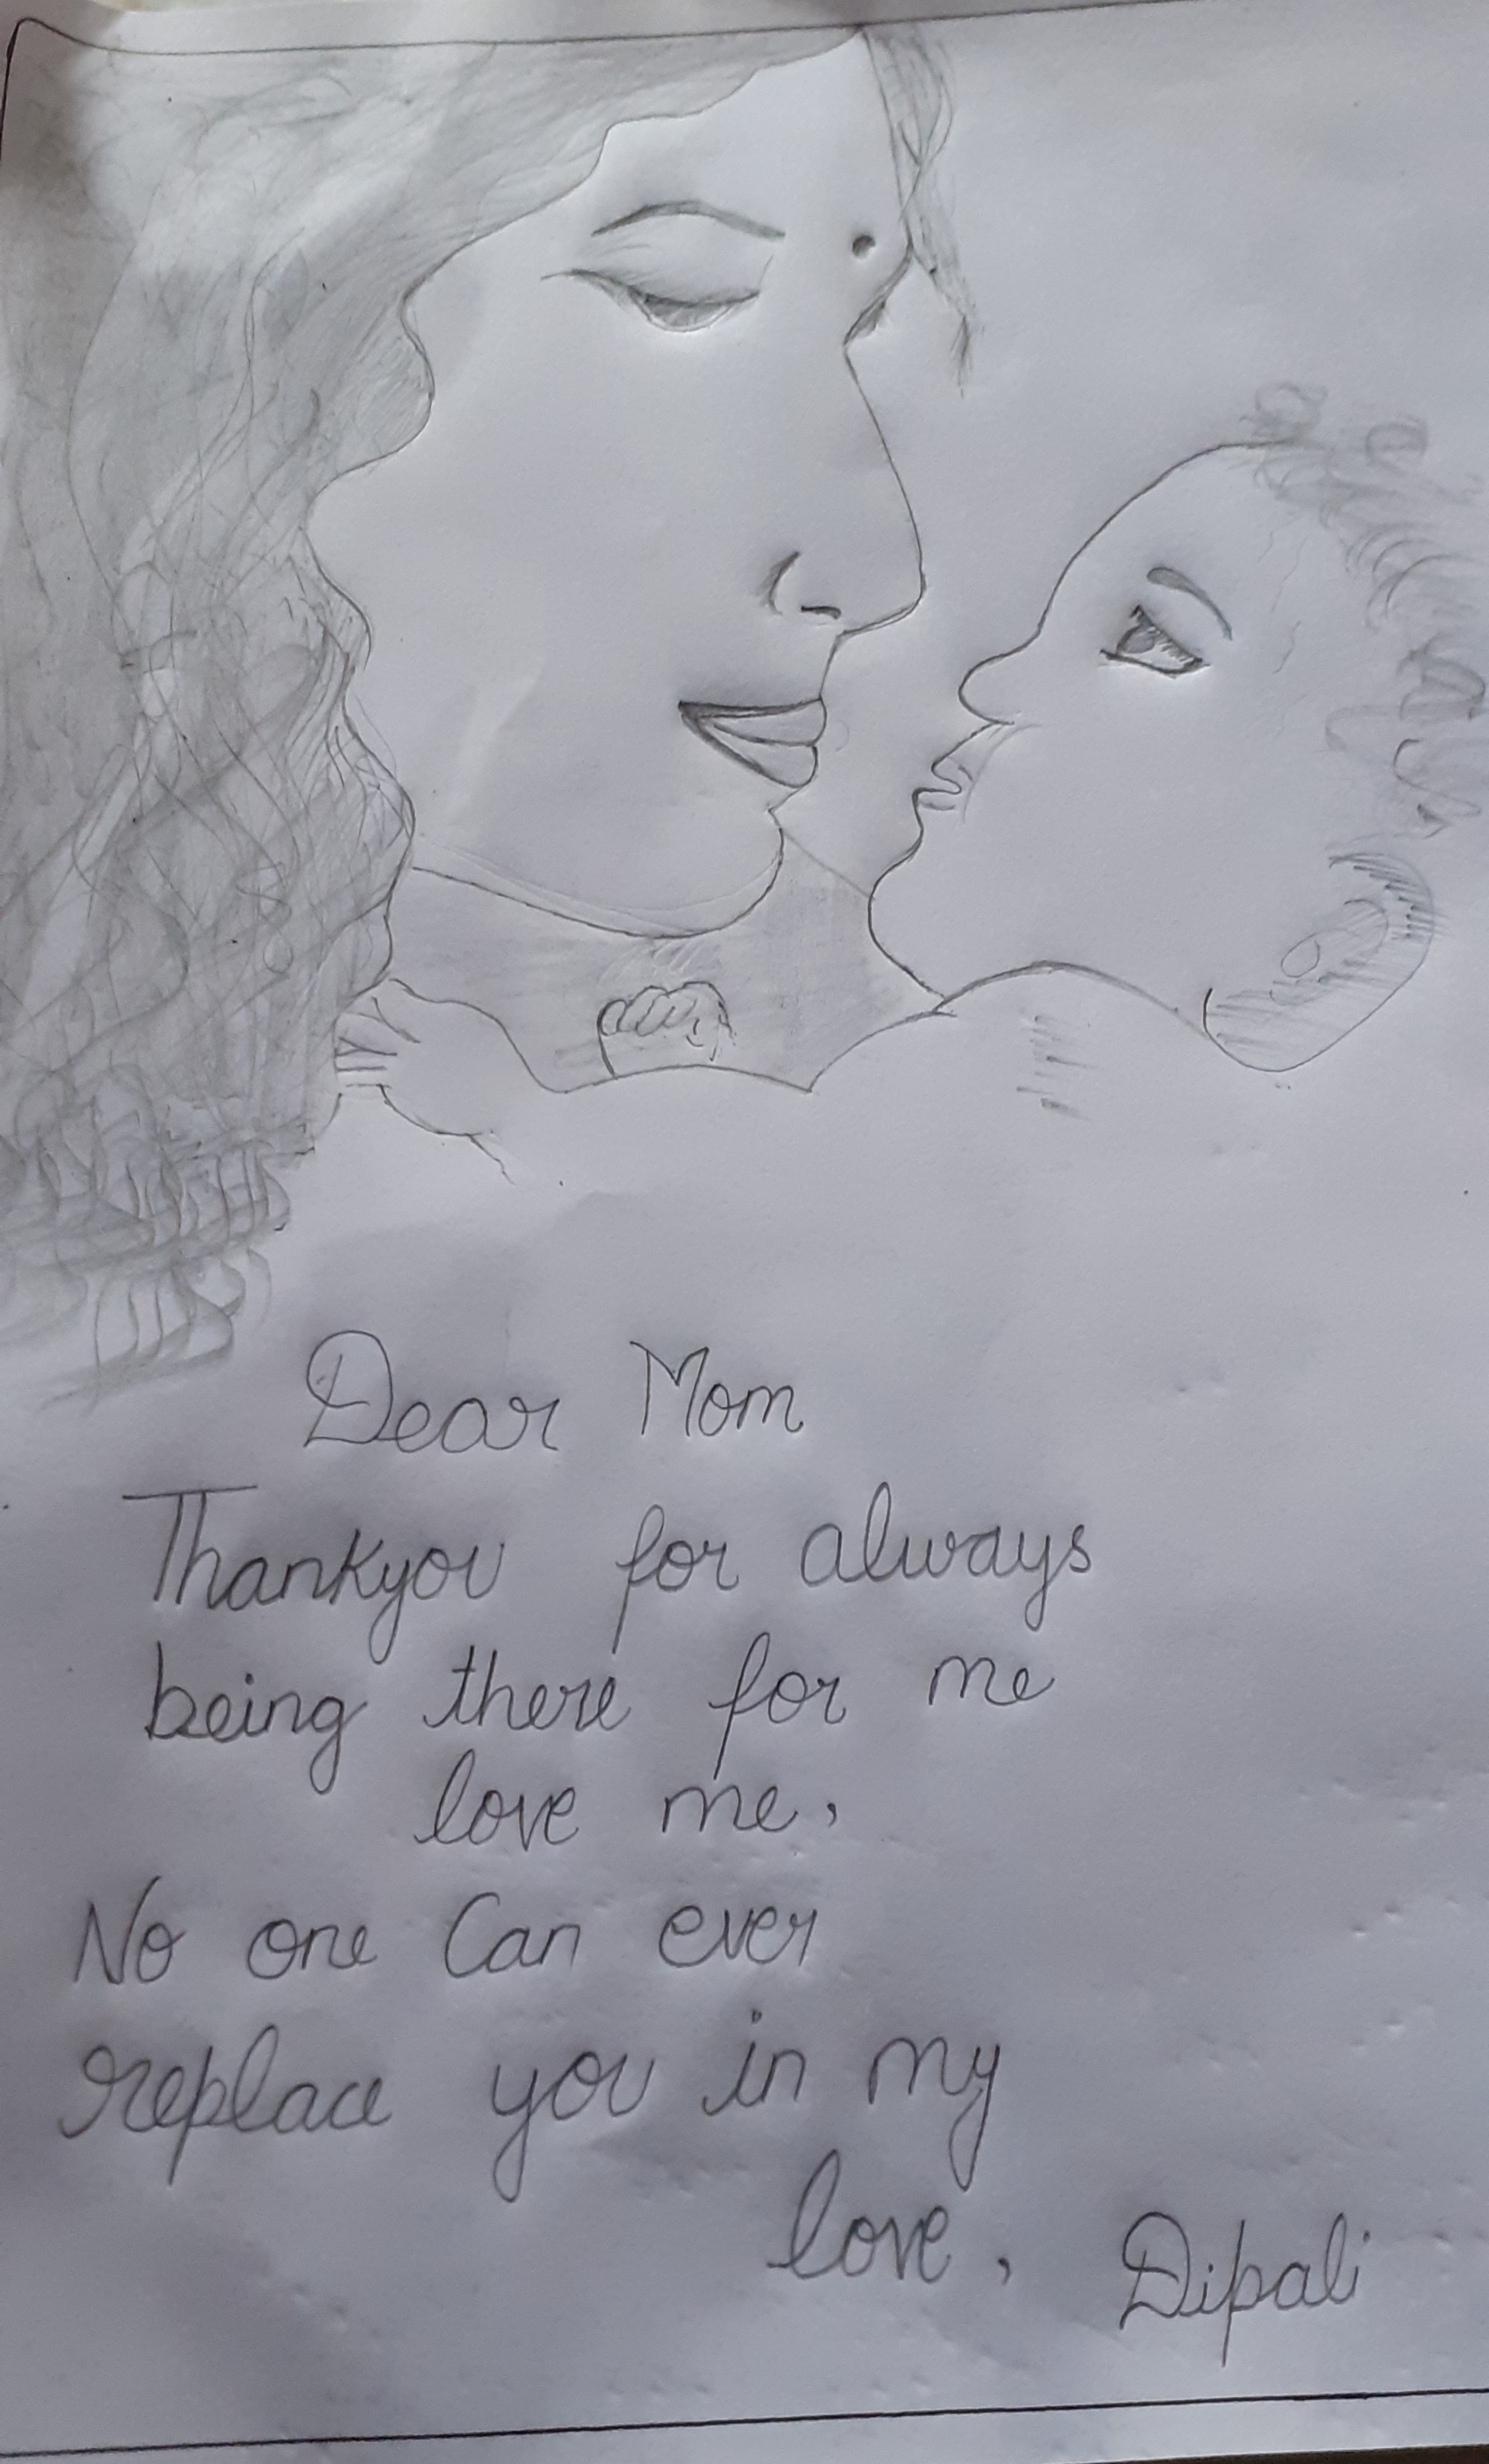 Dear Mom
Thankyou for always
being there for me
love me,
No one Can ever
replace you in my
love, Dipali